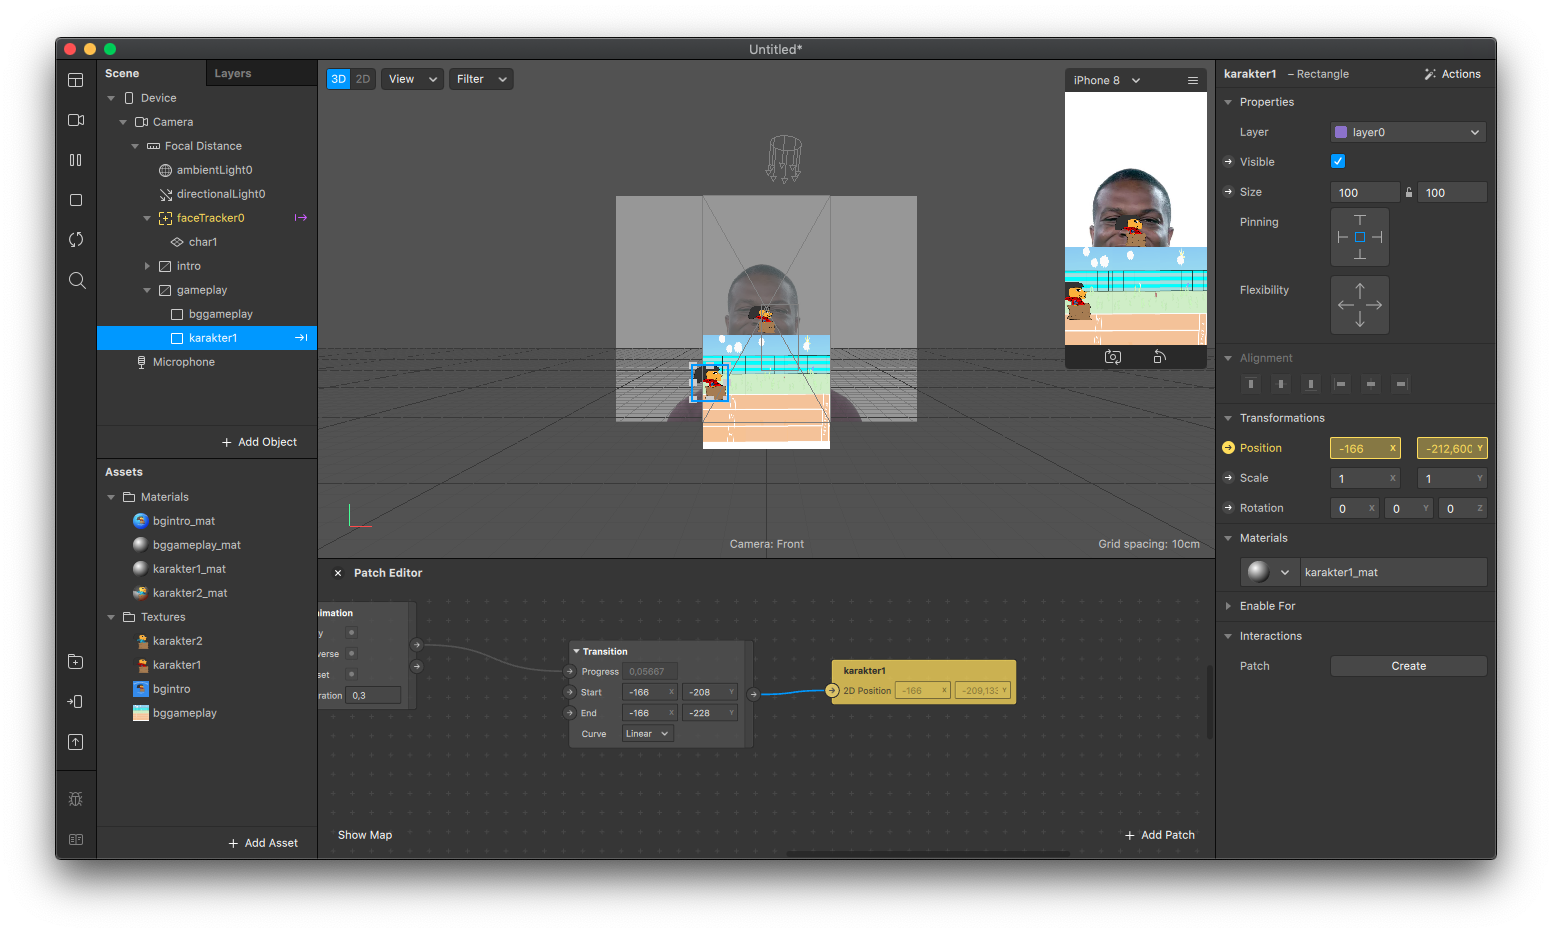 Untitled*
Scene
Layers
Device
Camera
Focal Distance
ambientLight0
directionalLight0
faceTracker0
char1
intro
gameplay
bggameplay
karakter1
Microphone
+ Add Object
Assets
Materials
bgintro_mat
bggameplay_mat
karakter1_mat
karakter2_mat
Textures
karakter2
karakter1
bgintro
bggameplay
+ Add Asset
3D 2D View Filter
iPhone 8
Camera: Front
Grid spacing: 10cm
Patch Editor
imation
y
verse
set
ration 0,3
Transition
Progress 0,05667
Start -166 X -208 Y
End -166 X -228 Y
Curve Linear
karakter1
2D Position -166 X -209,13 Y
Show Map
+ Add Patch
karakter1 – Rectangle
Actions
Properties
Layer layer0
Visible
Size 100 100
Pinning
Flexibility
Alignment
Transformations
Position -166 X -212,600 Y
Scale 1 X 1 Y
Rotation 0 X 0 Y 0 Z
Materials
karakter1_mat
Enable For
Interactions
Patch Create